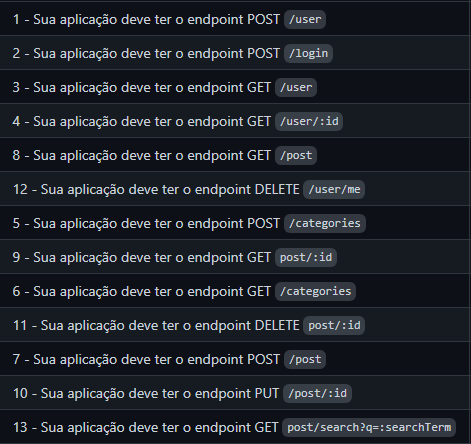 1 - Sua aplicação deve ter o endpoint POST /user
2 - Sua aplicação deve ter o endpoint POST /login
3 - Sua aplicação deve ter o endpoint GET /user
4 - Sua aplicação deve ter o endpoint GET /user/:id
8 - Sua aplicação deve ter o endpoint GET /post
12 - Sua aplicação deve ter o endpoint DELETE /user/me
5 - Sua aplicação deve ter o endpoint POST /categories
9 - Sua aplicação deve ter o endpoint GET post/:id
6 - Sua aplicação deve ter o endpoint GET /categories
11 - Sua aplicação deve ter o endpoint DELETE post/:id
7 - Sua aplicação deve ter o endpoint POST /post
10 - Sua aplicação deve ter o endpoint PUT /post/:id
13 - Sua aplicação deve ter o endpoint GET post/search?q=:searchTerm